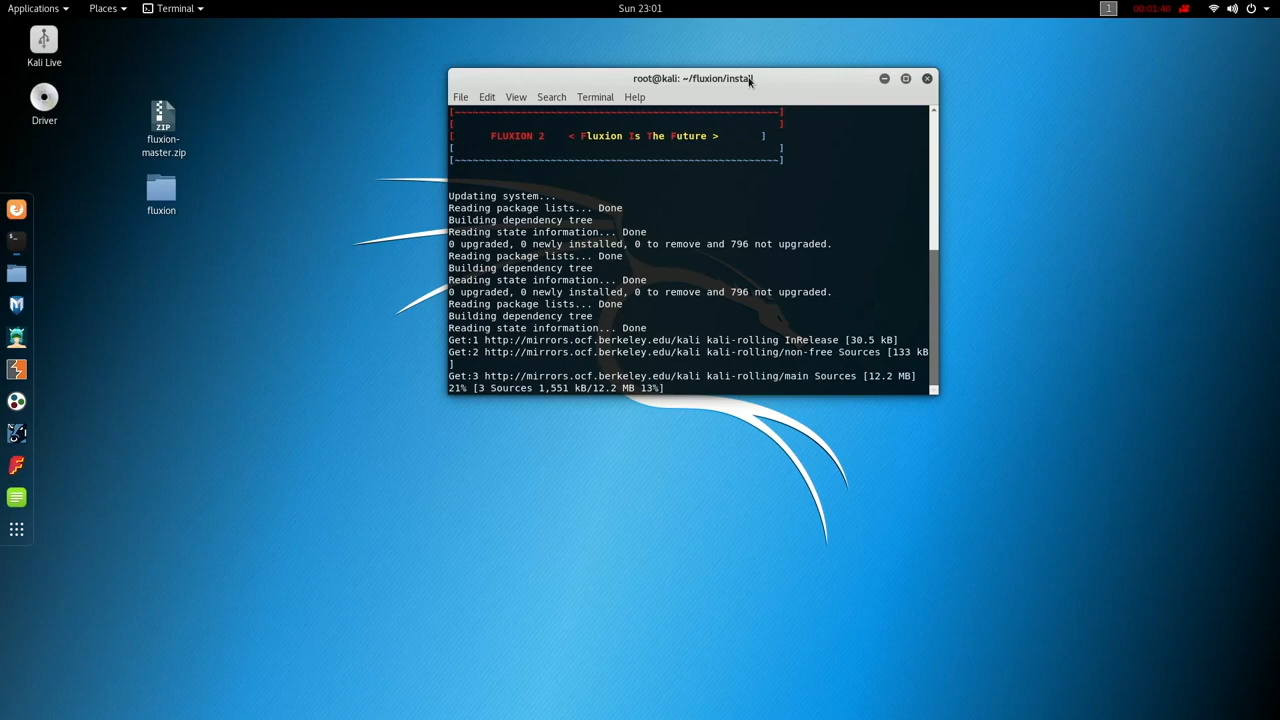 Applications Places Terminal Sun 23:01 1 00:01:40
Kali Live
Driver
ZIP
fluxion-
master.zip
fluxion
root@kali: ~/fluxion/install
File Edit View Search Terminal Help
[~~~~~~~~~~~~~~~~~~~~~~~~~~~~~~~~~~~~~~~~~~~~~~~~~~~~~~]
[ ]
[ FLUXION 2 < Fluxion Is The Future > ]
[ ]
[~~~~~~~~~~~~~~~~~~~~~~~~~~~~~~~~~~~~~~~~~~~~~~~~~~~~~~]
Updating system...
Reading package lists... Done
Building dependency tree
Reading state information... Done
0 upgraded, 0 newly installed, 0 to remove and 796 not upgraded.
Reading package lists... Done
Building dependency tree
Reading state information... Done
0 upgraded, 0 newly installed, 0 to remove and 796 not upgraded.
Reading package lists... Done
Building dependency tree
Reading state information... Done
Get:1 http://mirrors.ocf.berkeley.edu/kali kali-rolling InRelease [30.5 kB]
Get:2 http://mirrors.ocf.berkeley.edu/kali kali-rolling/non-free Sources [133 kB
]
Get:3 http://mirrors.ocf.berkeley.edu/kali kali-rolling/main Sources [12.2 MB]
21% [3 Sources 1,551 kB/12.2 MB 13%]